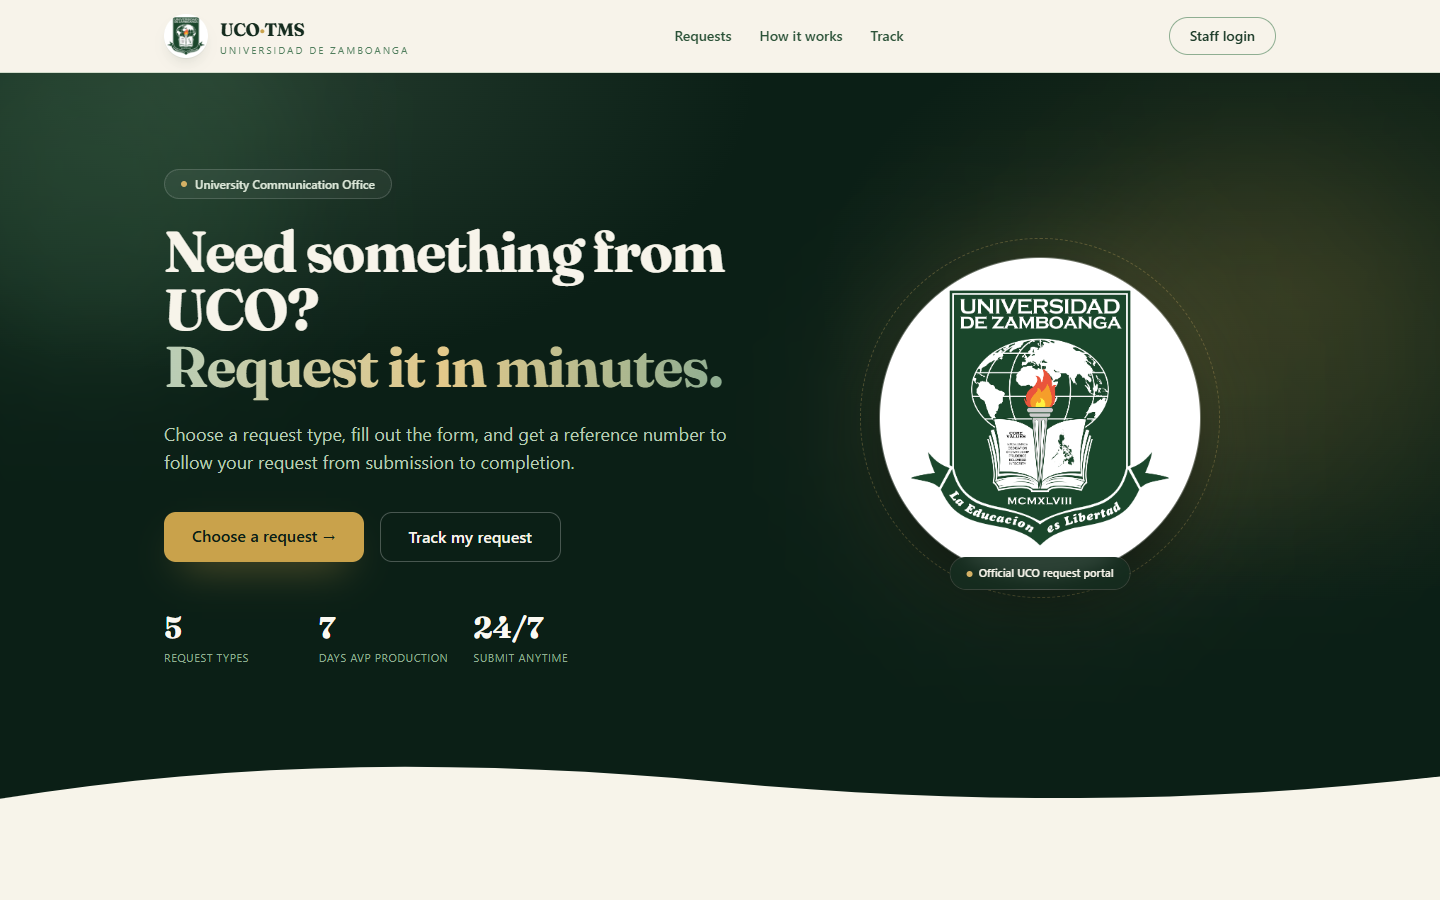 UCO·TMS
UNIVERSIDAD DE ZAMBOANGA
Requests
How it works
Track
Staff login
University Communication Office
Need something from
UCO?
Request it in minutes.
Choose a request type, fill out the form, and get a reference number to
follow your request from submission to completion.
Choose a request →
Track my request
5
REQUEST TYPES
7
DAYS AVP PRODUCTION
24/7
SUBMIT ANYTIME
UNIVERSIDAD
DE ZAMBOANGA
MCMXLVIII
La Educacion es Libertad
Official UCO request portal